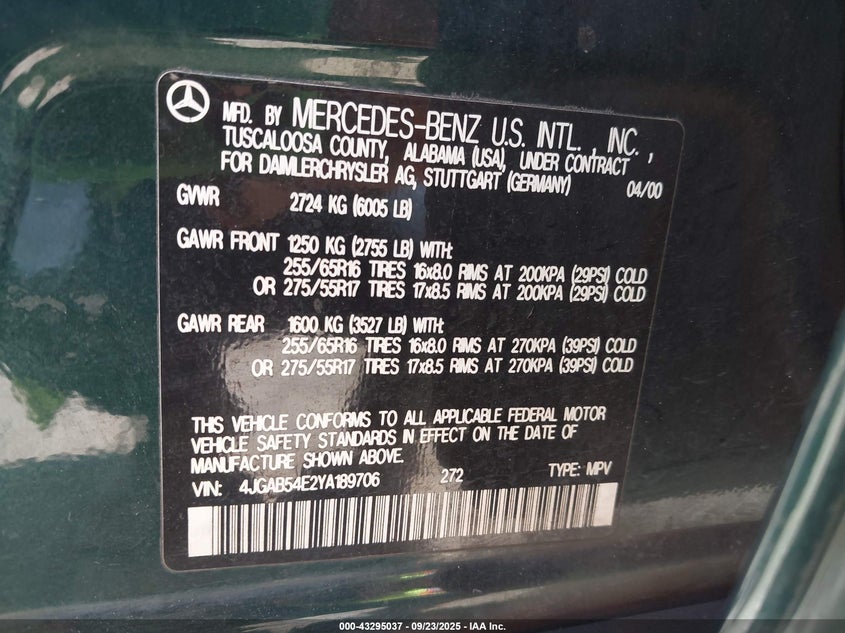 MFD. BY MERCEDES-BENZ U.S. INTL., INC.,
TUSCALOOSA COUNTY, ALABAMA (USA), UNDER CONTRACT
FOR DAIMLERCHRYSLER AG, STUTTGART (GERMANY) 04/00
GVWR 2724 KG (6005 LB)
GAWR FRONT 1250 KG (2755 LB) WITH:
255/65R16 TIRES 16x8.0 RIMS AT 200KPA (29PSI) COLD
OR 275/55R17 TIRES 17x8.5 RIMS AT 200KPA (29PSI) COLD
GAWR REAR 1600 KG (3527 LB) WITH:
255/65R16 TIRES 16x8.0 RIMS AT 270KPA (39PSI) COLD
OR 275/55R17 TIRES 17x8.5 RIMS AT 270KPA (39PSI) COLD
THIS VEHICLE CONFORMS TO ALL APPLICABLE FEDERAL MOTOR
VEHICLE SAFETY STANDARDS IN EFFECT ON THE DATE OF
MANUFACTURE SHOWN ABOVE.
VIN: 4JGAB54E2YA189706 272 TYPE: MPV
000-43295037 - 09/23/2025 - IAA Inc.